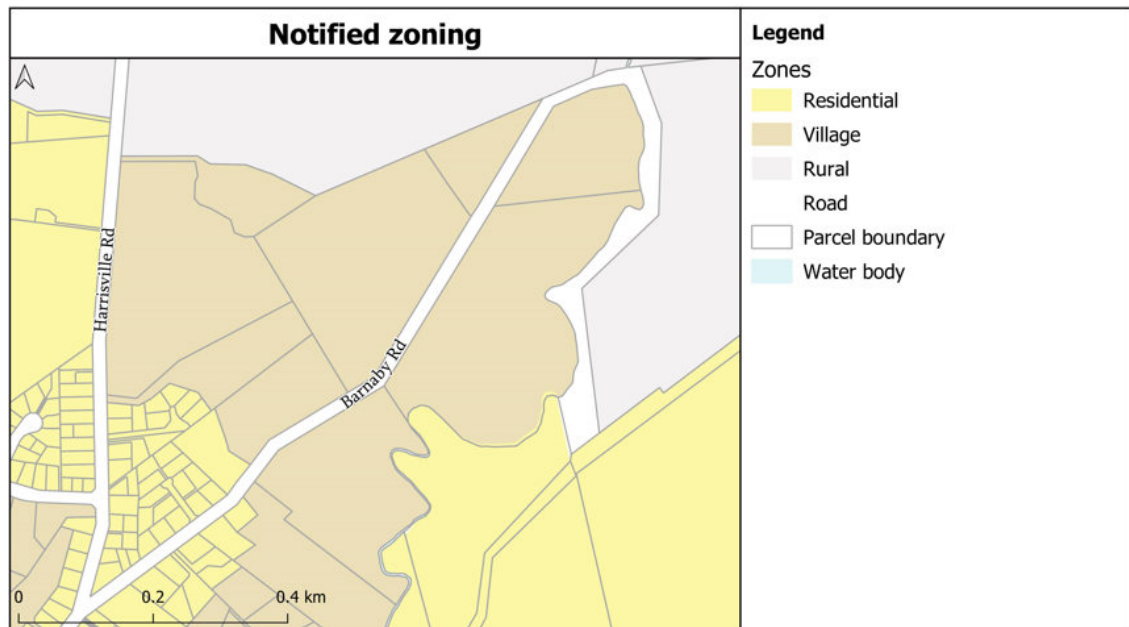 Notified zoning
Harrisville Rd
Barnaby Rd
0 0.2 0.4 km
Legend
Zones
Residential
Village
Rural
Road
Parcel boundary
Water body